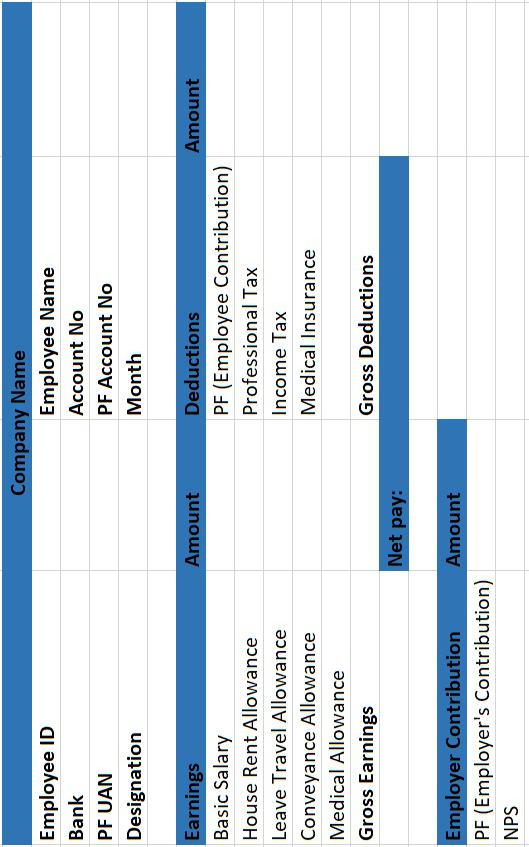 Company Name
Employee ID Employee Name
Bank Account No
PF UAN PF Account No
Designation Month
Earnings Amount Deductions Amount
Basic Salary PF (Employee Contribution)
House Rent Allowance Professional Tax
Leave Travel Allowance Income Tax
Conveyance Allowance Medical Insurance
Medical Allowance
Gross Earnings Gross Deductions
Net pay:
Employer Contribution Amount
PF (Employer's Contribution)
NPS